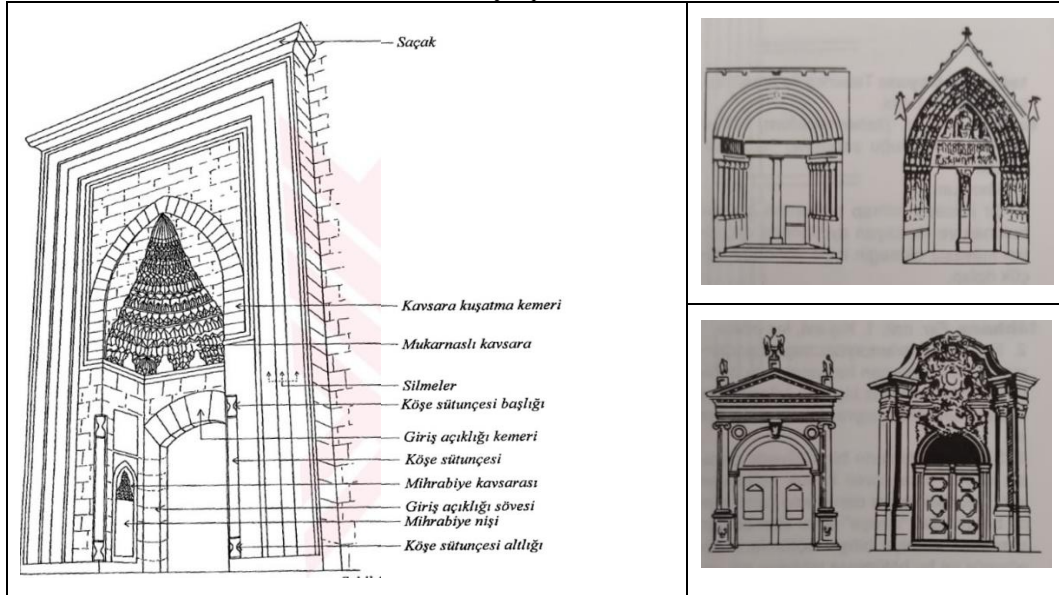 Saçak
Kavsara kuşatma kemeri
Mukarnaslı kavsara
Silmeler
Köşe sütunçesi başlığı
Giriş açıklığı kemeri
Köşe sütunçesi
Mihrabiye kavsarası
Giriş açıklığı sövesi
Mihrabiye nişi
Köşe sütunçesi altlığı